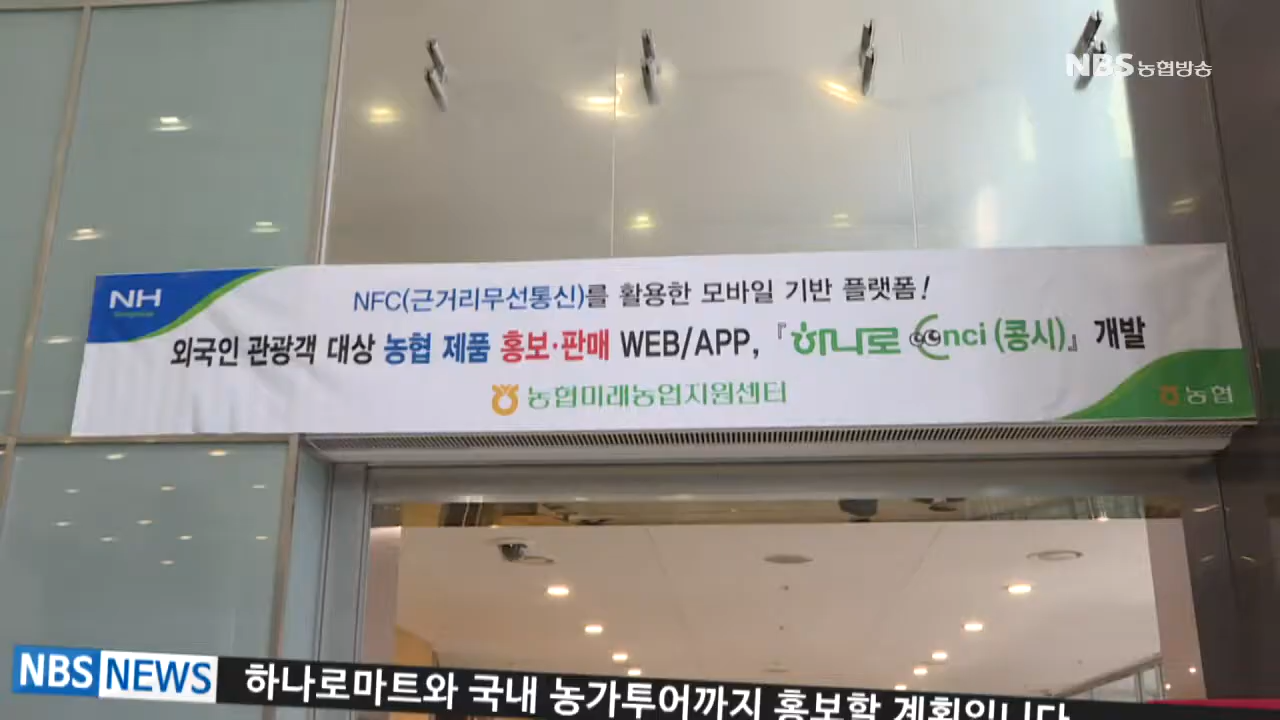 NBS 농협방송
NH
NFC(근거리무선통신)를 활용한 모바일 기반 플랫폼!
외국인 관광객 대상 농협 제품 홍보·판매 WEB/APP, 『하나로 Conci (콩시)』 개발
농협미래농업지원센터
농협
NBS NEWS
하나로마트와 국내 농가투어까지 홍보할 계획입니다